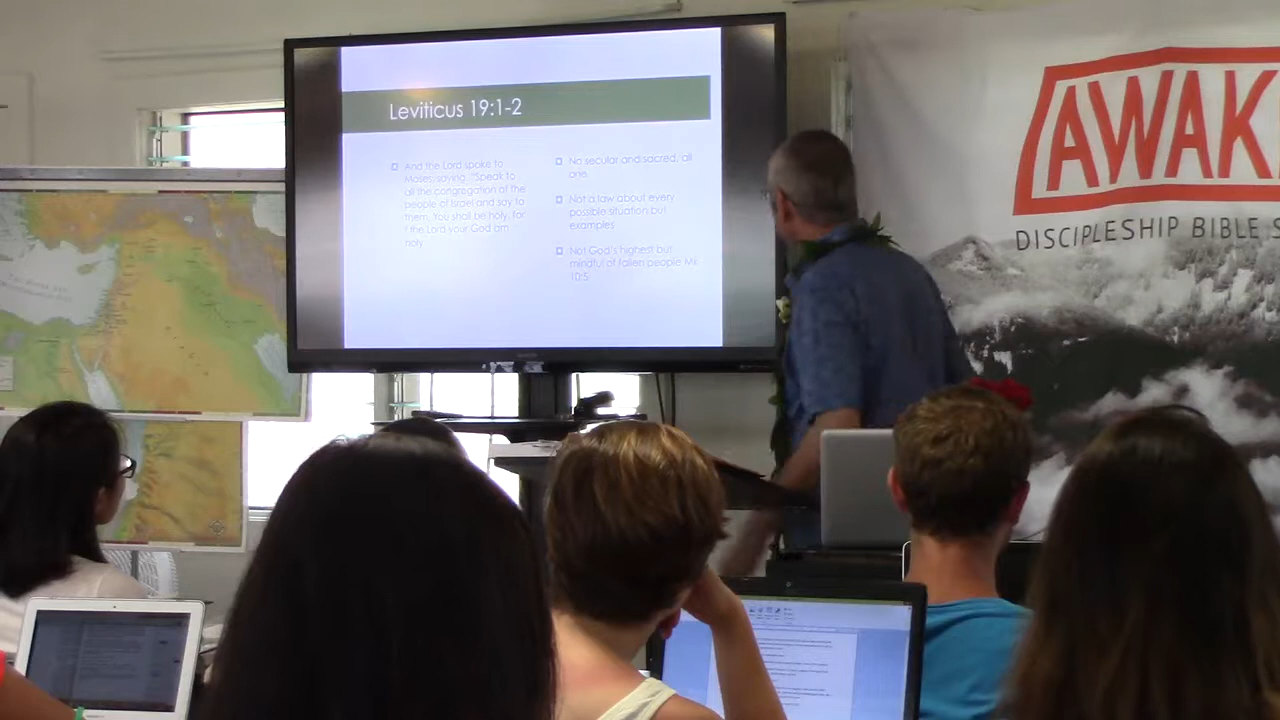 Leviticus 19:1-2
And the Lord spoke to
Moses, saying, "Speak to
all the congregation of the
people of Israel and say to
them, You shall be holy, for
I the Lord your God am
holy
No secular and sacred, all
one.
Not a law about every
possible situation but
examples
Not God's highest but
mindful of fallen people Mk
10:5
AWAK
DISCIPLESHIP BIBLE S